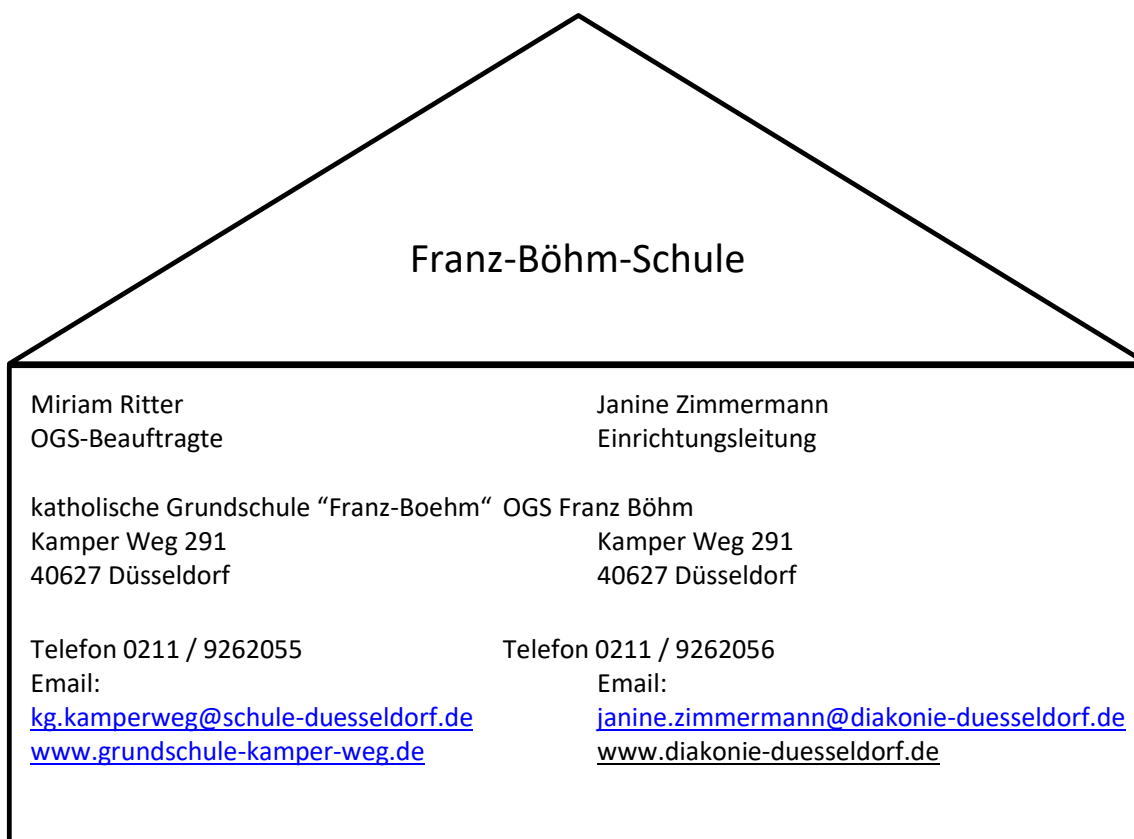 Franz-Böhm-Schule
Miriam Ritter Janine Zimmermann
OGS-Beauftragte Einrichtungsleitung
katholische Grundschule “Franz-Boehm“ OGS Franz Böhm
Kamper Weg 291 Kamper Weg 291
40627 Düsseldorf 40627 Düsseldorf
Telefon 0211 / 9262055 Telefon 0211 / 9262056
Email: Email:
kg.kamperweg@schule-duesseldorf.de janine.zimmermann@diakonie-duesseldorf.de
www.grundschule-kamper-weg.de www.diakonie-duesseldorf.de